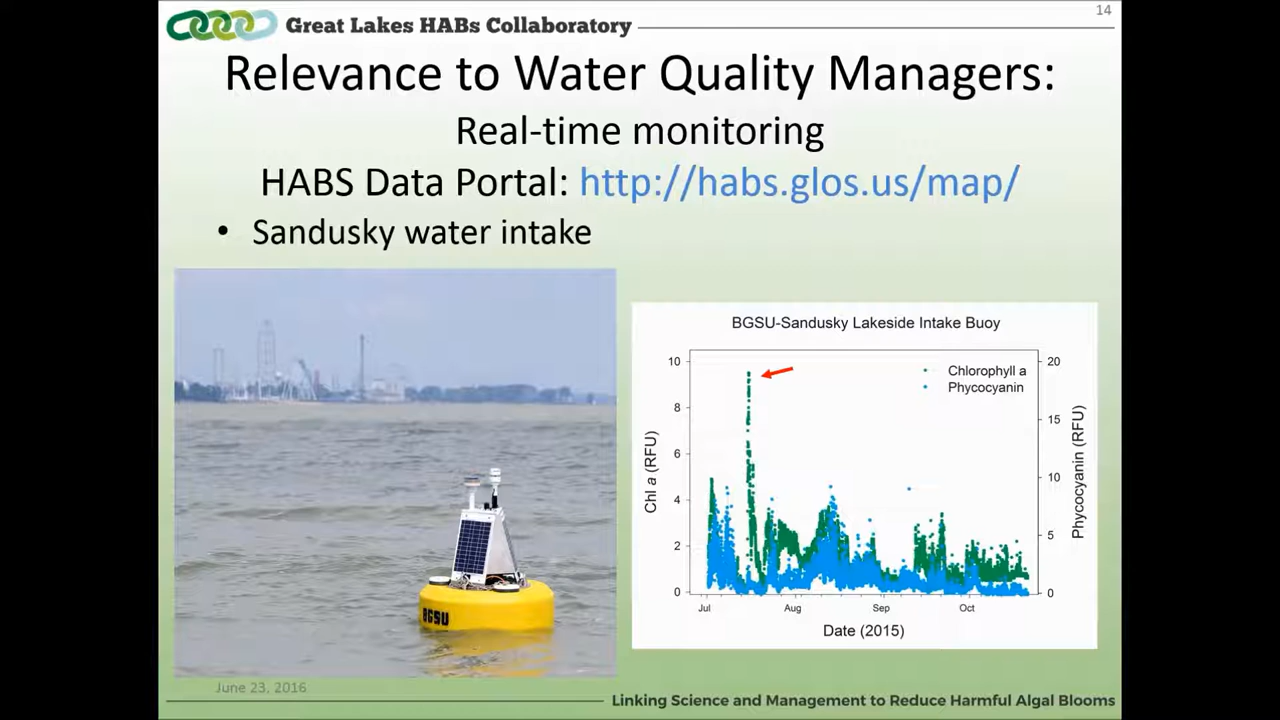 Great Lakes HABs Collaboratory
14
Relevance to Water Quality Managers:
Real-time monitoring
HABS Data Portal: http://habs.glos.us/map/
• Sandusky water intake
BGSU
BGSU-Sandusky Lakeside Intake Buoy
Chlorophyll a
Phycocyanin
Chl a (RFU)
10
8
6
4
2
0
20
15
10
5
0
Phycocyanin (RFU)
Jul Aug Sep Oct
Date (2015)
June 23, 2016
Linking Science and Management to Reduce Harmful Algal Blooms